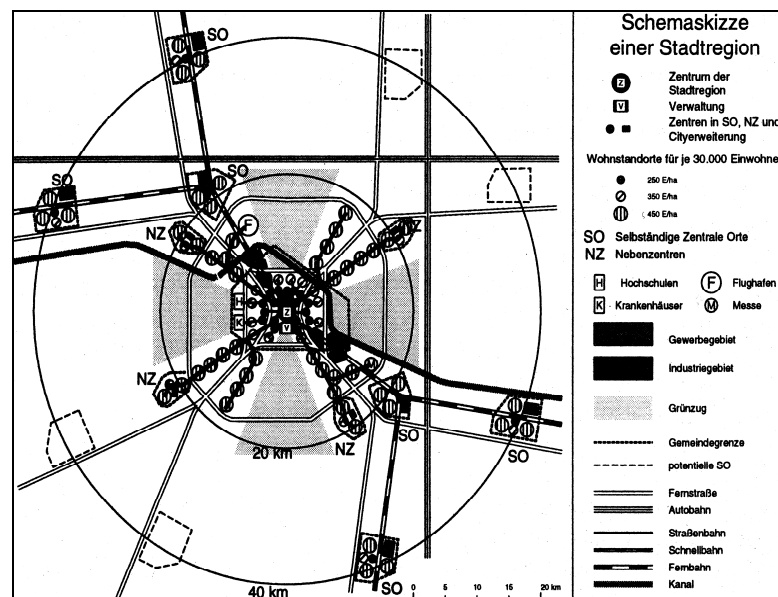 Schemaskizze
einer Stadtregion
Z
Zentrum der
Stadtregion
V
Verwaltung
Zentren in SO, NZ und
Cityerweiterung
Wohnstandorte für je 30.000 Einwohne
250 E/ha
350 E/ha
450 E/ha
SO Selbständige Zentrale Orte
NZ Nebenzentren
H Hochschulen
F Flughafen
K Krankenhäuser
M Messe
Gewerbegebiet
Industriegebiet
Grünzug
Gemeindegrenze
potentielle SO
Fernstraße
Autobahn
Straßenbahn
Schnellbahn
Fernbahn
Kanal
SO
SO
SO
NZ
F
NZ
H
Z
K
V
M
NZ
NZ
SO
SO
20 km
SO
40 km
0 5 10 15 20 km